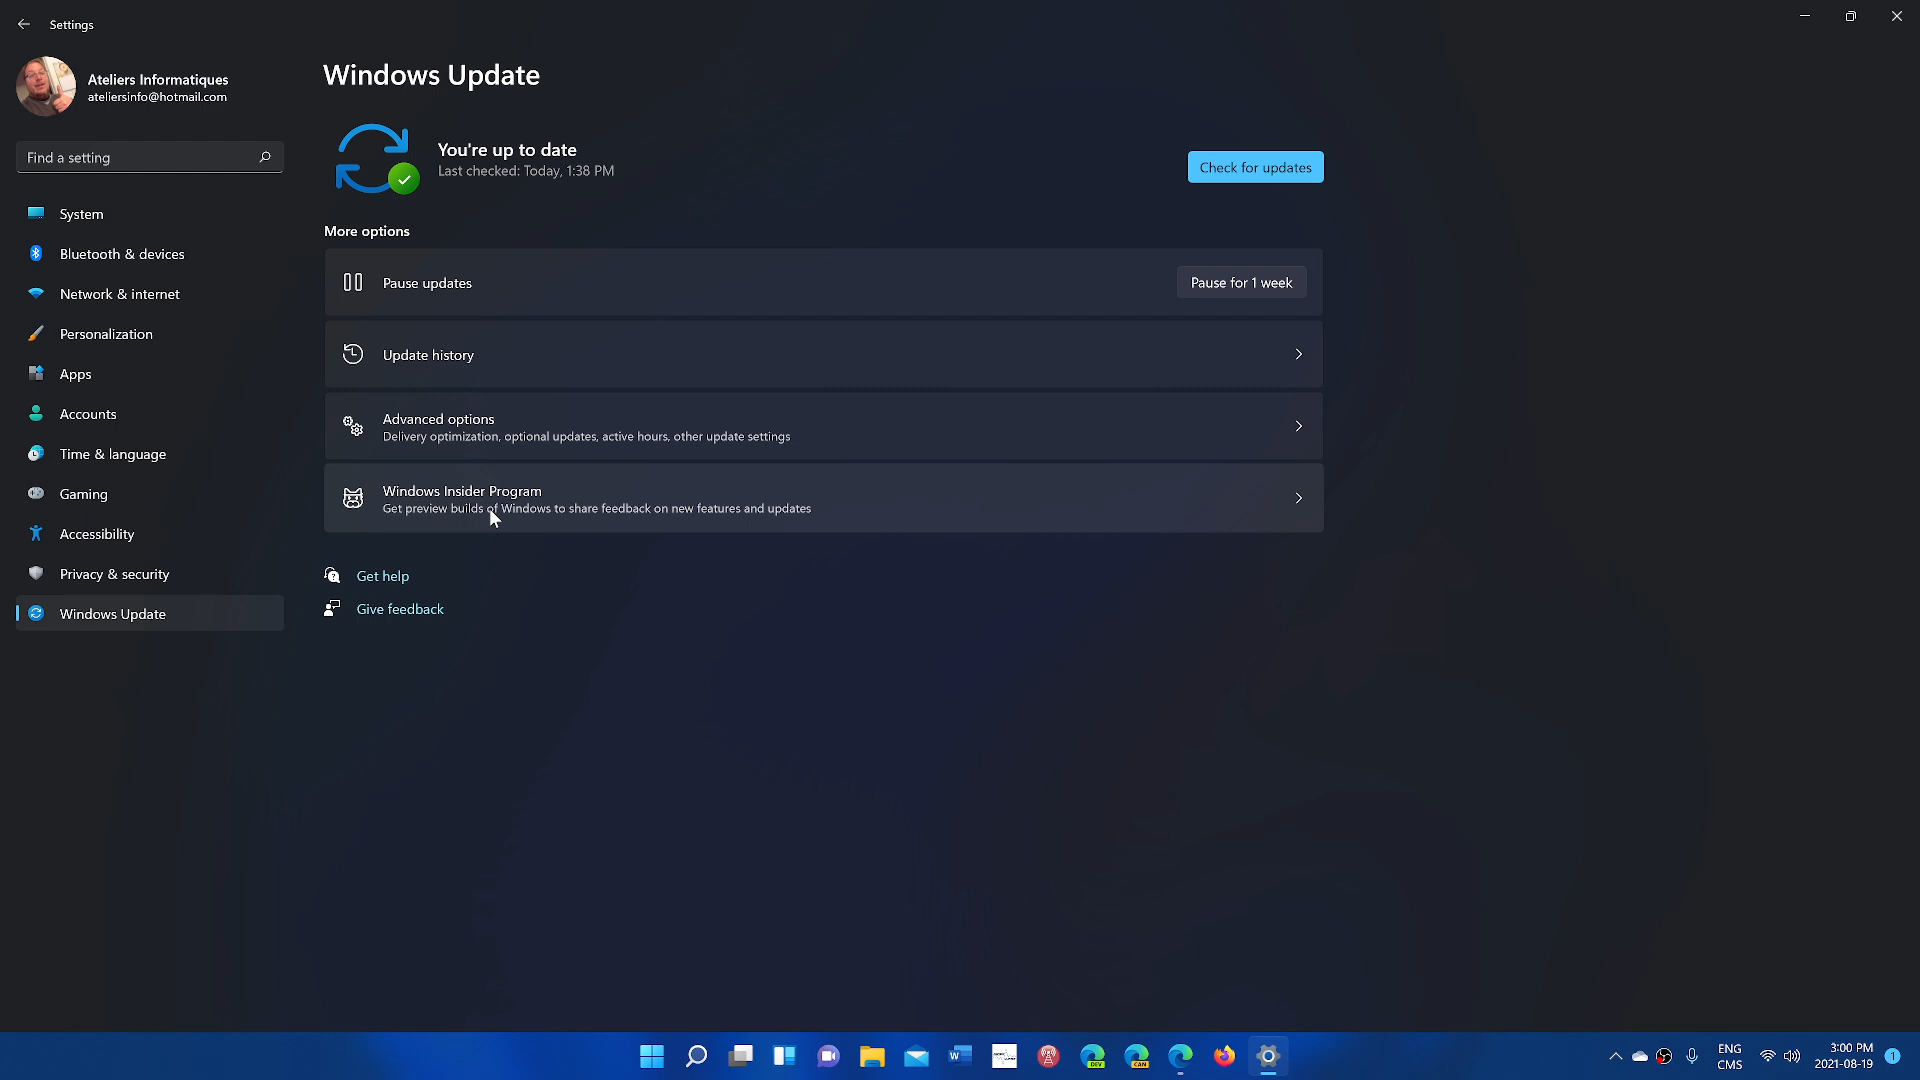 Settings
Ateliers Informatiques
ateliersinfo@hotmail.com
Find a setting
System
Bluetooth & devices
Network & internet
Personalization
Apps
Accounts
Time & language
Gaming
Accessibility
Privacy & security
Windows Update
Windows Update
You're up to date
Last checked: Today, 1:38 PM
Check for updates
More options
Pause updates
Pause for 1 week
Update history
Advanced options
Delivery optimization, optional updates, active hours, other update settings
Windows Insider Program
Get preview builds of Windows to share feedback on new features and updates
Get help
Give feedback
W
DEV
CAN
ENG
CMS
3:00 PM
2021-08-19
1